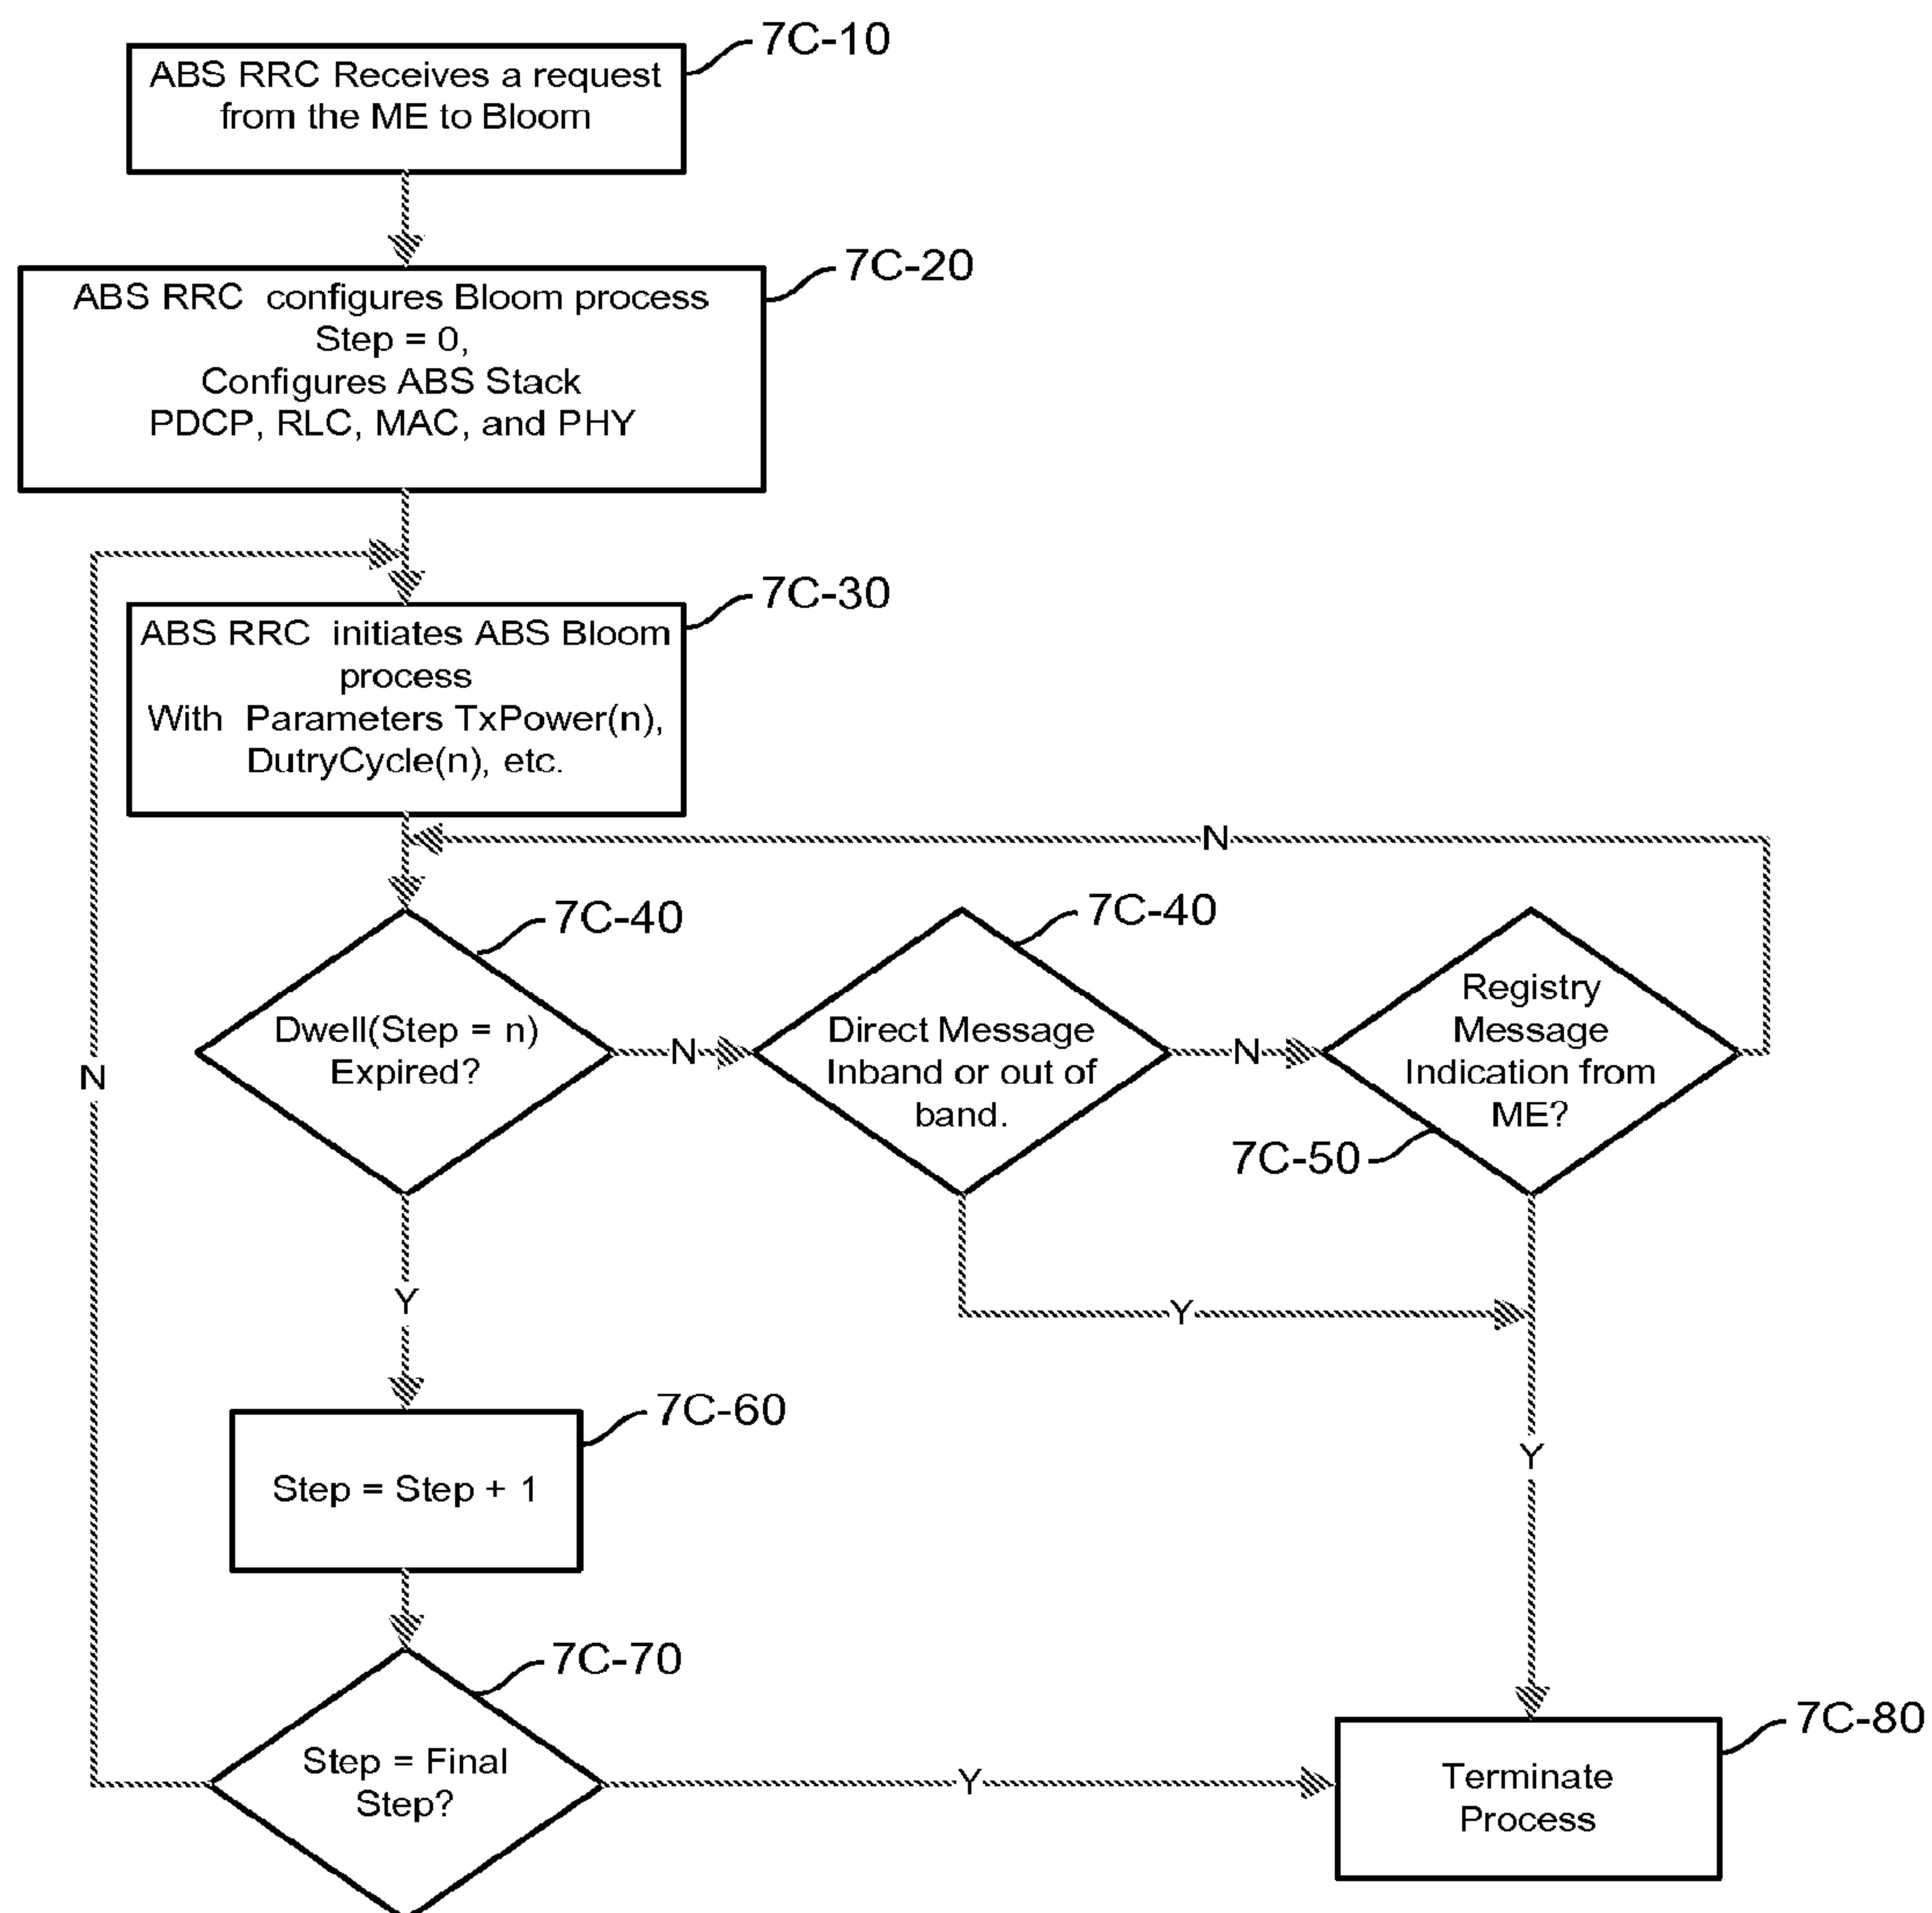 7C-10
ABS RRC Receives a request
from the ME to Bloom
7C-20
ABS RRC configures Bloom process
Step = 0,
Configures ABS Stack
PDCP, RLC, MAC, and PHY
7C-30
ABS RRC initiates ABS Bloom
process
With Parameters TxPower(n),
DutryCycle(n), etc.
N
7C-40
Dwell(Step = n)
Expired?
N
7C-40
Direct Message
Inband or out of
band.
N
Registry
Message
Indication from
ME?
7C-50
N
Y
Y
Y
7C-60
Step = Step + 1
7C-70
Step = Final
Step?
Y
7C-80
Terminate
Process